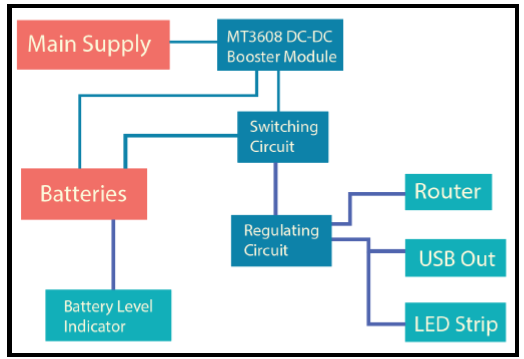 Main Supply
MT3608 DC-DC
Booster Module
Switching
Circuit
Batteries
Router
Regulating
Circuit
USB Out
Battery Level
Indicator
LED Strip